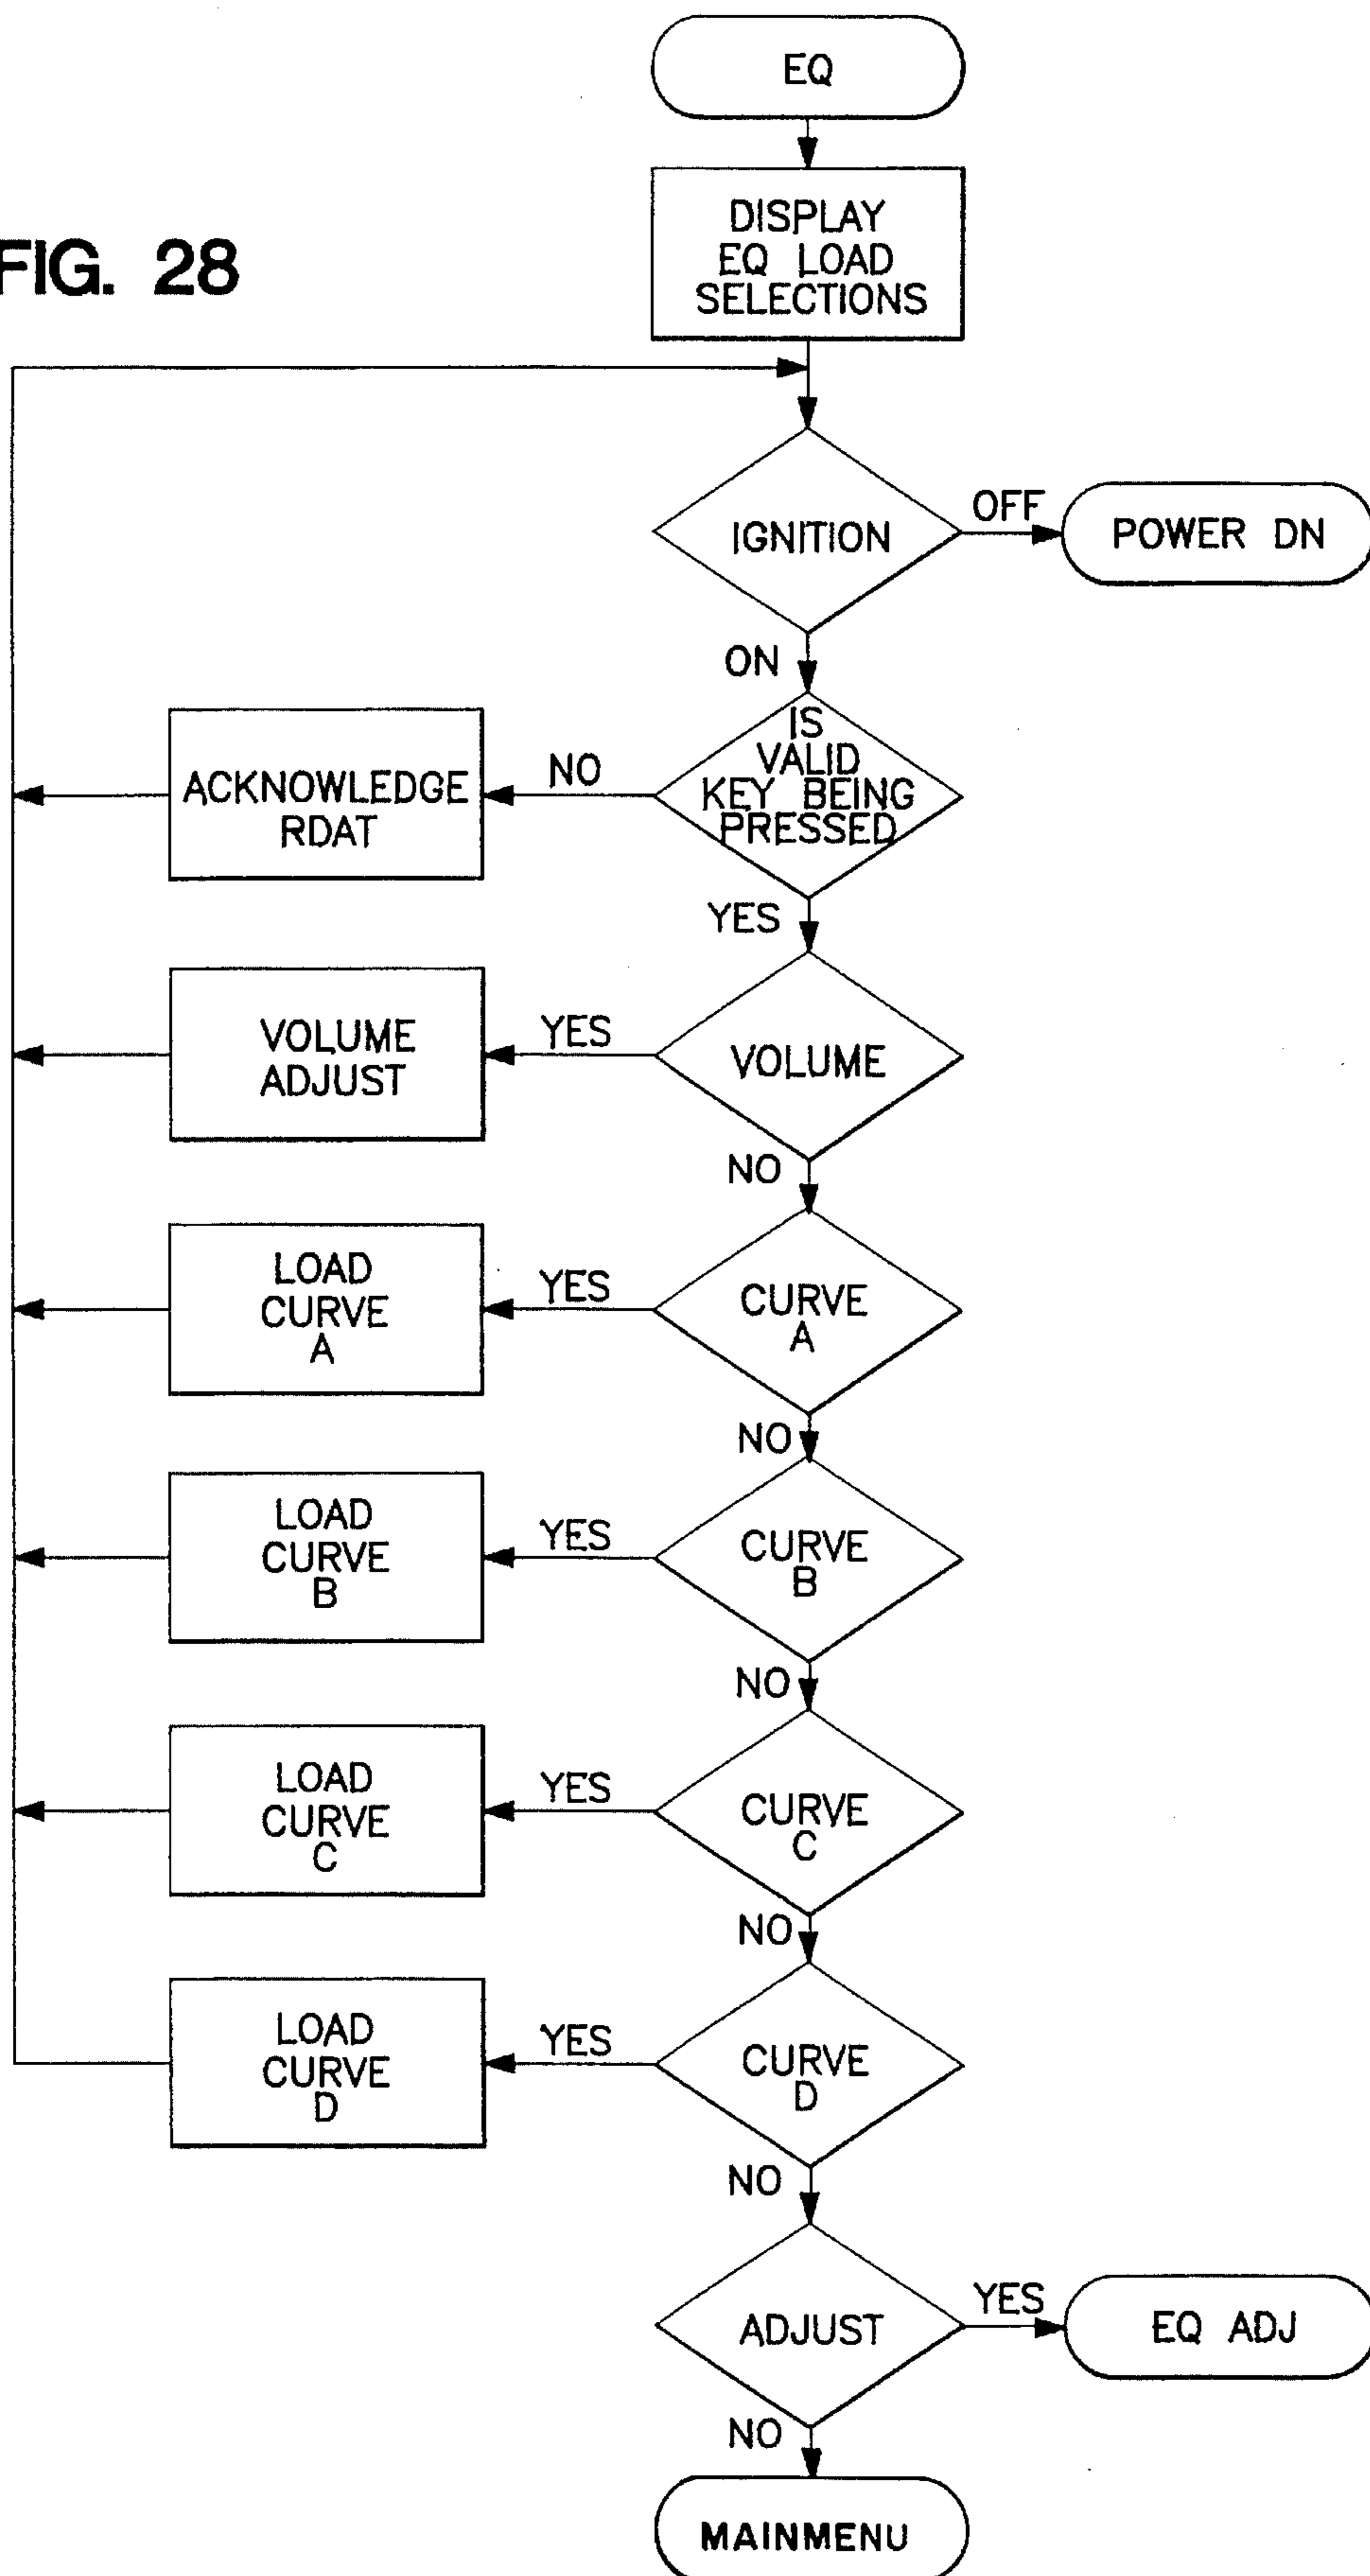 EQ
DISPLAY
EQ LOAD
SELECTIONS
FIG. 28
IGNITION
OFF
POWER DN
ON
IS
VALID
KEY BEING
PRESSED
NO
ACKNOWLEDGE
RDAT
YES
VOLUME
YES
VOLUME
ADJUST
NO
CURVE
A
YES
LOAD
CURVE
A
NO
CURVE
B
YES
LOAD
CURVE
B
NO
CURVE
C
YES
LOAD
CURVE
C
NO
CURVE
D
YES
LOAD
CURVE
D
NO
ADJUST
YES
EQ ADJ
NO
MAINMENU